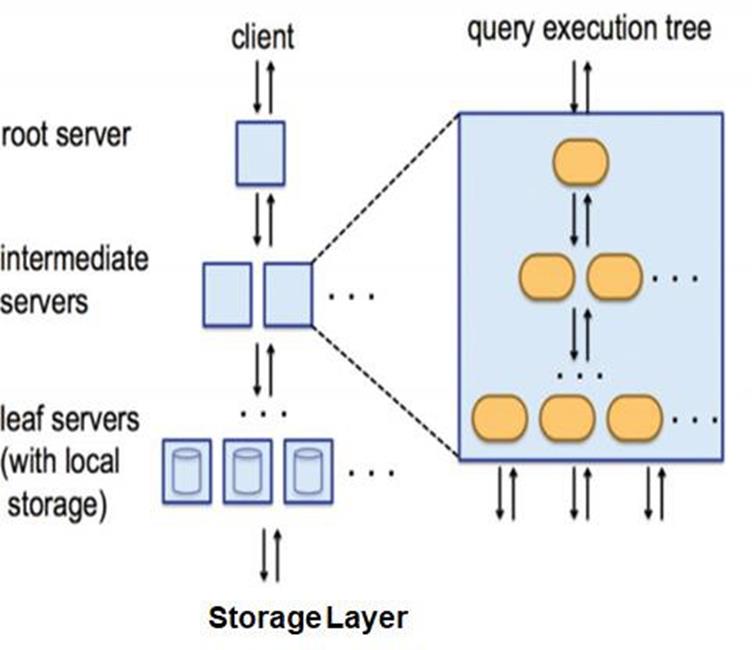 client
query execution tree
root server
intermediate
servers
leaf servers
(with local
storage)
Storage Layer